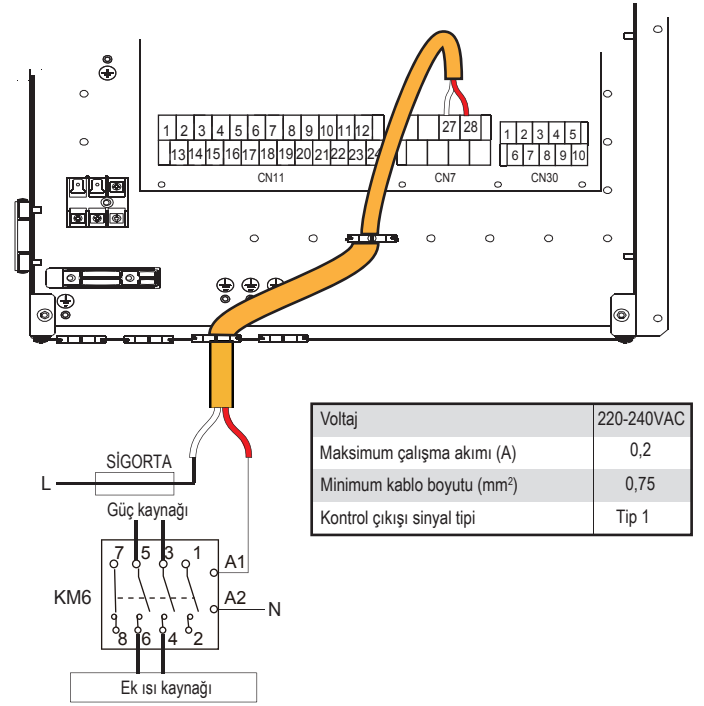 27 28
1 2 3 4 5 6 7 8 9 10 11 12
1 2 3 4 5
13 14 15 16 17 18 19 20 21 22 23 24
6 7 8 9 10
CN11
CN7
CN30
Voltaj 220-240VAC
Maksimum çalışma akımı (A) 0,2
Minimum kablo boyutu (mm²) 0,75
Kontrol çıkışı sinyal tipi Tip 1
SİGORTA
L
Güç kaynağı
7 5 3 1
A1
KM6
A2
N
8 6 4 2
Ek ısı kaynağı